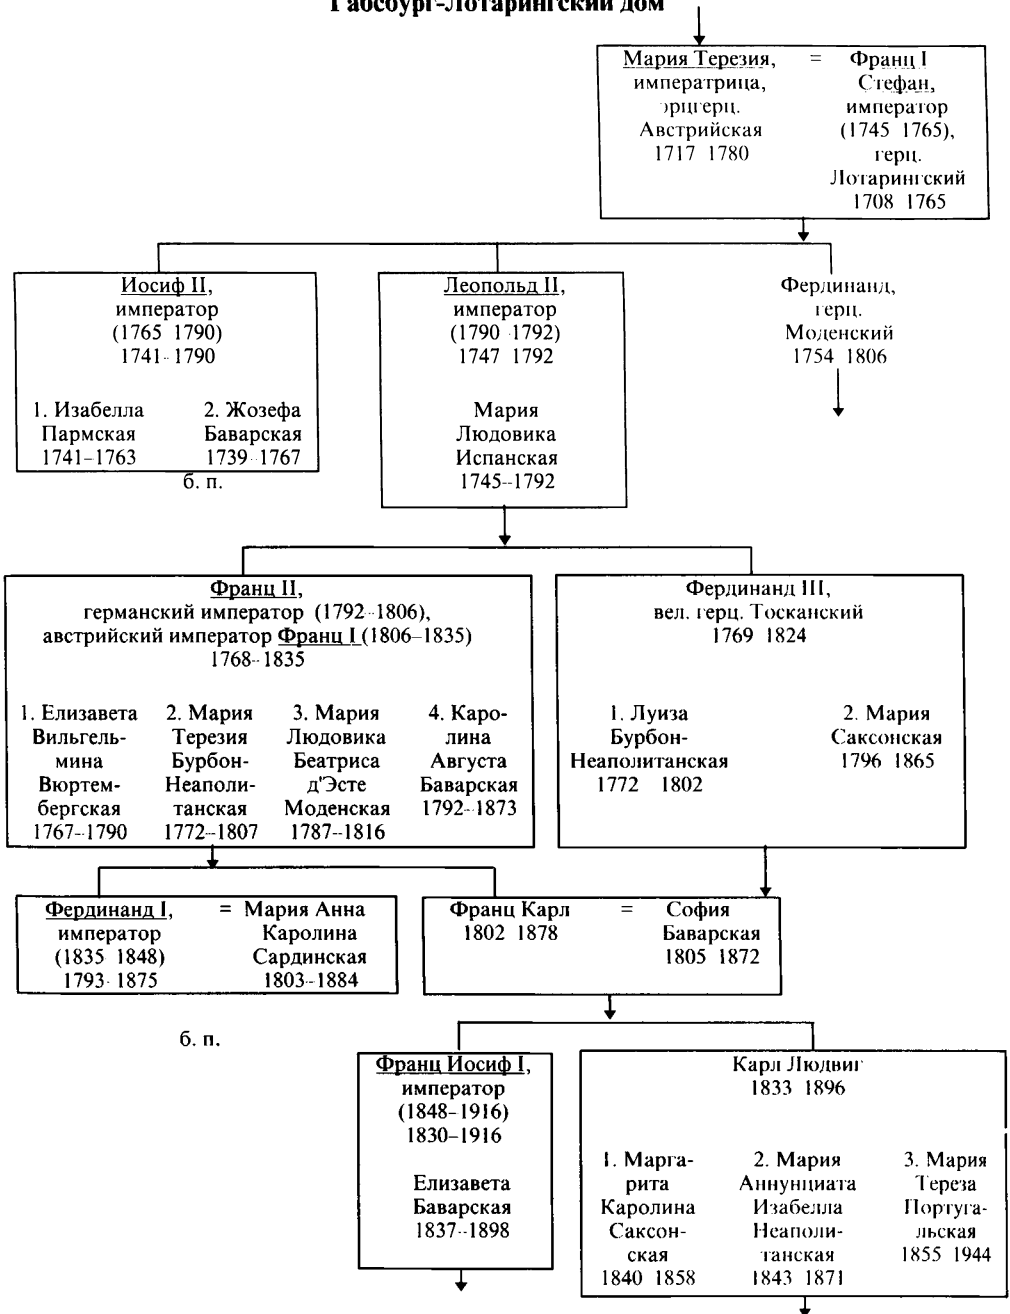 Габсбург-Лотарингский дом
Мария Терезия,
императрица,
эрцгерц.
Австрийская
1717 1780
=
Франц I
Стефан,
император
(1745 1765),
герц.
Лотарингский
1708 1765
Иосиф II,
император
(1765 1790)
1741-1790
1. Изабелла
Пармская
1741–1763
2. Жозефа
Баварская
1739-1767
б. п.
Леопольд II,
император
(1790 1792)
1747 1792
Мария
Людовика
Испанская
1745-1792
Фердинанд,
герц.
Моденский
1754 1806
Франц II,
германский император (1792-1806),
австрийский император Франц I (1806–1835)
1768-1835
1. Елизавета
Вильгель-
мина
Вюртем-
бергская
1767-1790
2. Мария
Терезия
Бурбон-
Неаполи-
танская
1772-1807
3. Мария
Людовика
Беатриса
д'Эсте
Моденская
1787-1816
4. Каро-
лина
Августа
Баварская
1792-1873
Фердинанд III,
вел. герц. Тосканский
1769 1824
1. Луиза
Бурбон-
Неаполитанская
1772 1802
2. Мария
Саксонская
1796 1865
Фердинанд I,
император
(1835 1848)
1793-1875
= Мария Анна
Каролина
Сардинская
1803-1884
б. п.
Франц Карл
1802 1878
=
София
Баварская
1805 1872
Франц Иосиф I,
император
(1848-1916)
1830–1916
Елизавета
Баварская
1837-1898
Карл Людвиг
1833 1896
1. Марга-
рита
Каролина
Саксон-
ская
1840 1858
2. Мария
Аннунциата
Изабелла
Неаполи-
танская
1843 1871
3. Мария
Тереза
Португа-
льская
1855 1944